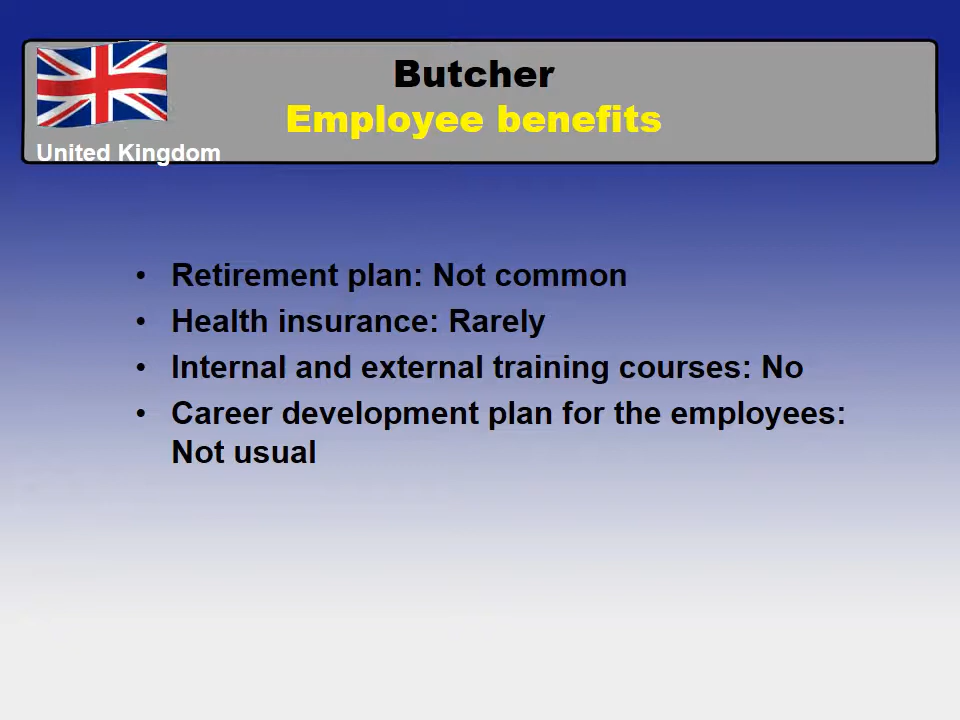 Butcher
Employee benefits
United Kingdom
• Retirement plan: Not common
• Health insurance: Rarely
• Internal and external training courses: No
• Career development plan for the employees:
Not usual